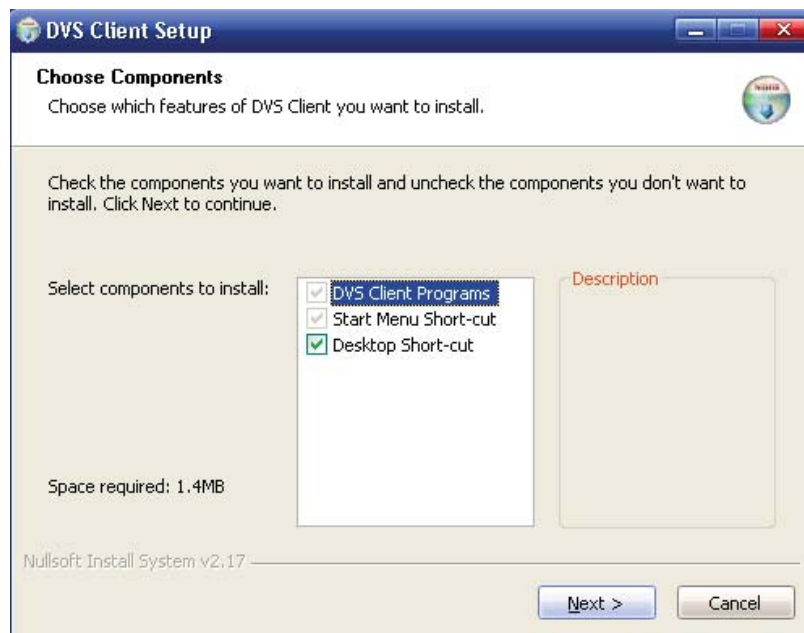 DVS Client Setup
Choose Components
Choose which features of DVS Client you want to install.
Check the components you want to install and uncheck the components you don't want to
install. Click Next to continue.
Select components to install:
DVS Client Programs
Start Menu Short-cut
Desktop Short-cut
Description
Space required: 1.4MB
Nullsoft Install System v2.17
Next >
Cancel